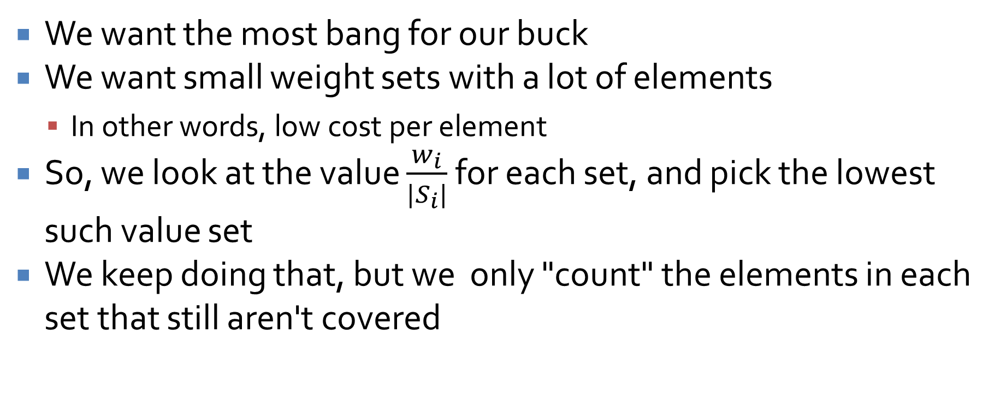 We want the most bang for our buck
We want small weight sets with a lot of elements
In other words, low cost per element
So, we look at the value w_i/|S_i| for each set, and pick the lowest
such value set
We keep doing that, but we  only "count" the elements in each
set that still aren't covered